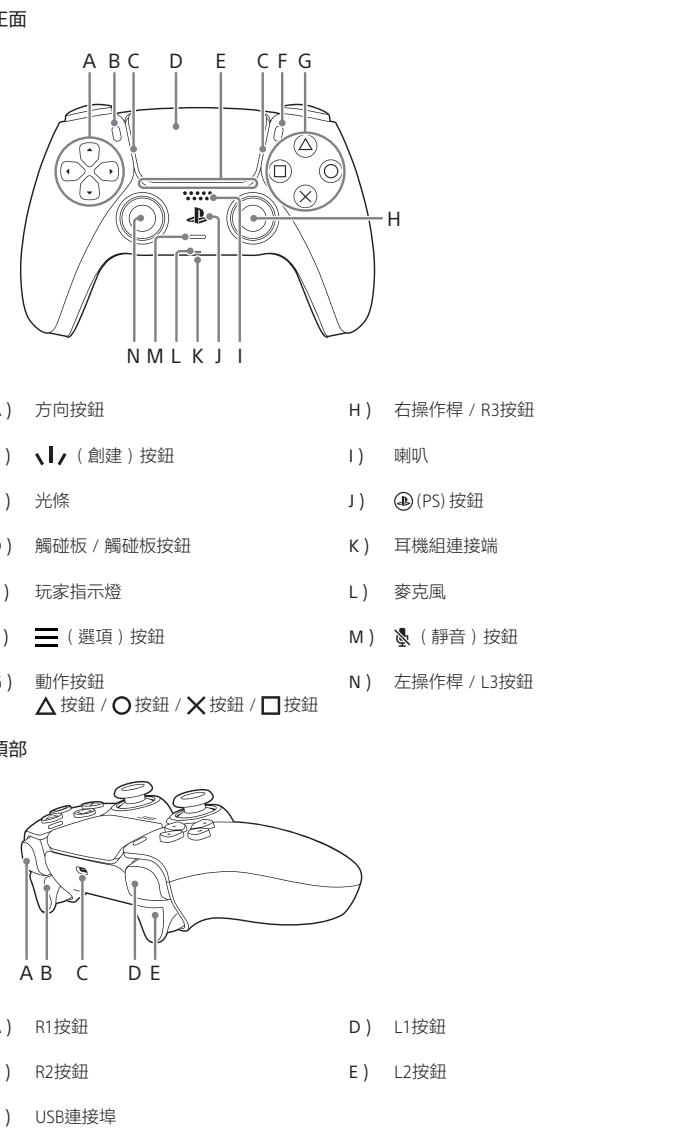 正面
A B C D E C F G
H
N M L K J I
A ) 方向按鈕
B ) ( 創建 ) 按鈕
C ) 光條
D ) 觸碰板 / 觸碰板按鈕
E ) 玩家指示燈
F ) ( 選項 ) 按鈕
G ) 動作按鈕
△ 按鈕 / ○ 按鈕 / ✕ 按鈕 / □ 按鈕
H ) 右操作桿 / R3按鈕
I ) 喇叭
J ) (PS) 按鈕
K ) 耳機組連接端
L ) 麥克風
M ) ( 靜音 ) 按鈕
N ) 左操作桿 / L3按鈕
頂部
A B C D E
A ) R1按鈕
B ) R2按鈕
C ) USB連接埠
D ) L1按鈕
E ) L2按鈕